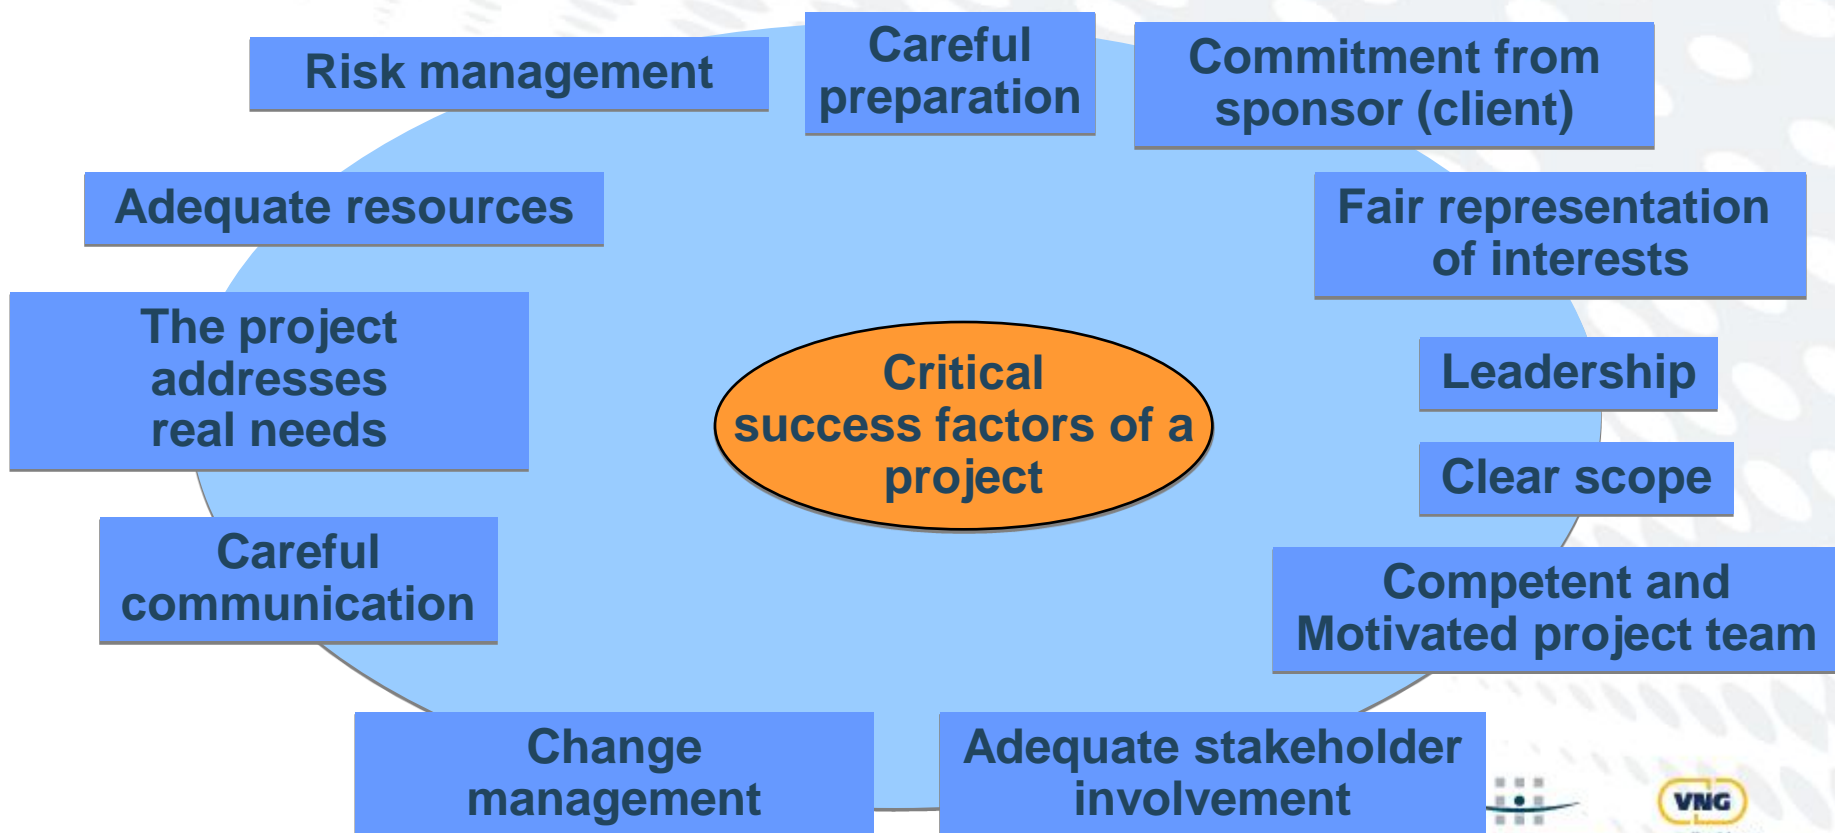 Careful
preparation
Commitment from
sponsor (client)
Risk management
Adequate resources
Fair representation
of interests
The project
addresses
real needs
Critical
success factors of a
project
Leadership
Clear scope
Careful
communication
Competent and
Motivated project team
Change
management
Adequate stakeholder
involvement
VNG